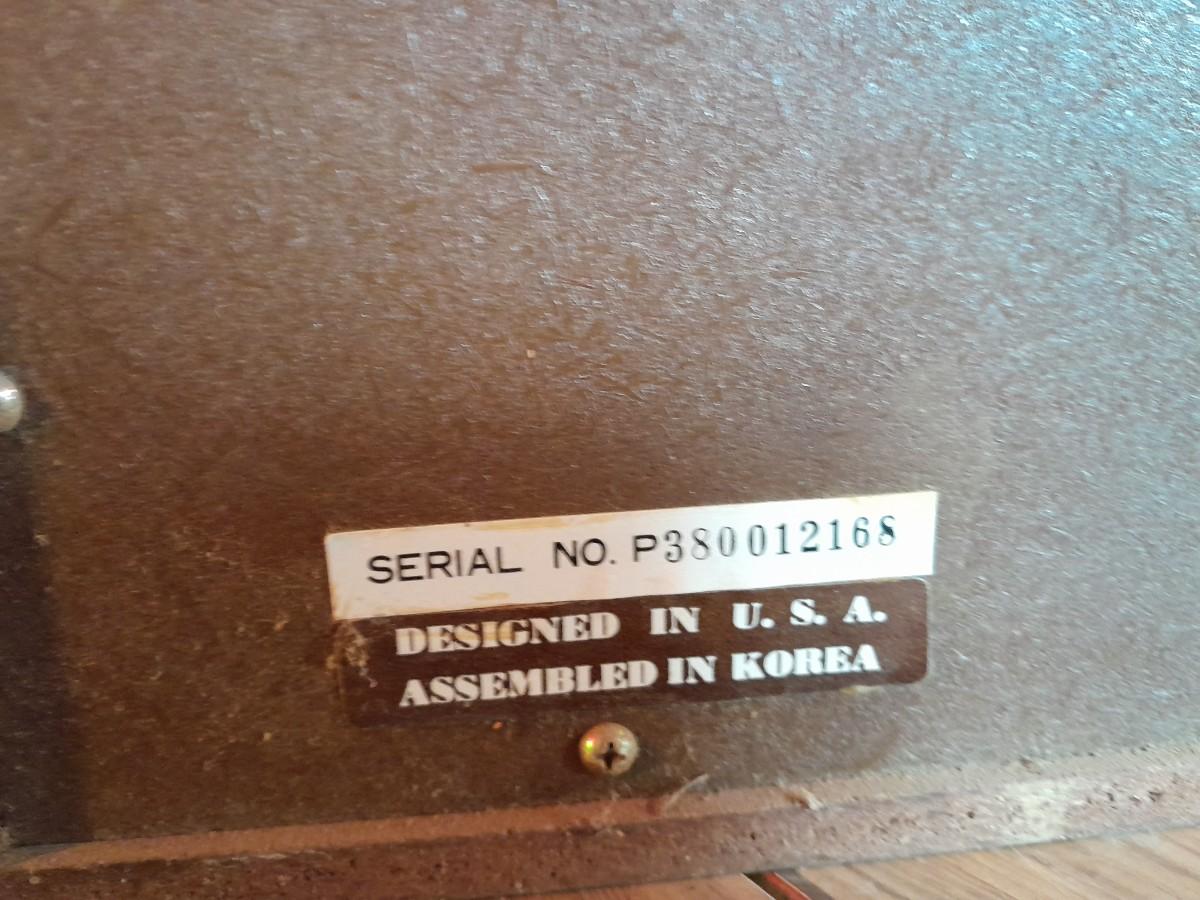 SERIAL NO. P380012168
DESIGNED IN U. S. A.
ASSEMBLED IN KOREA